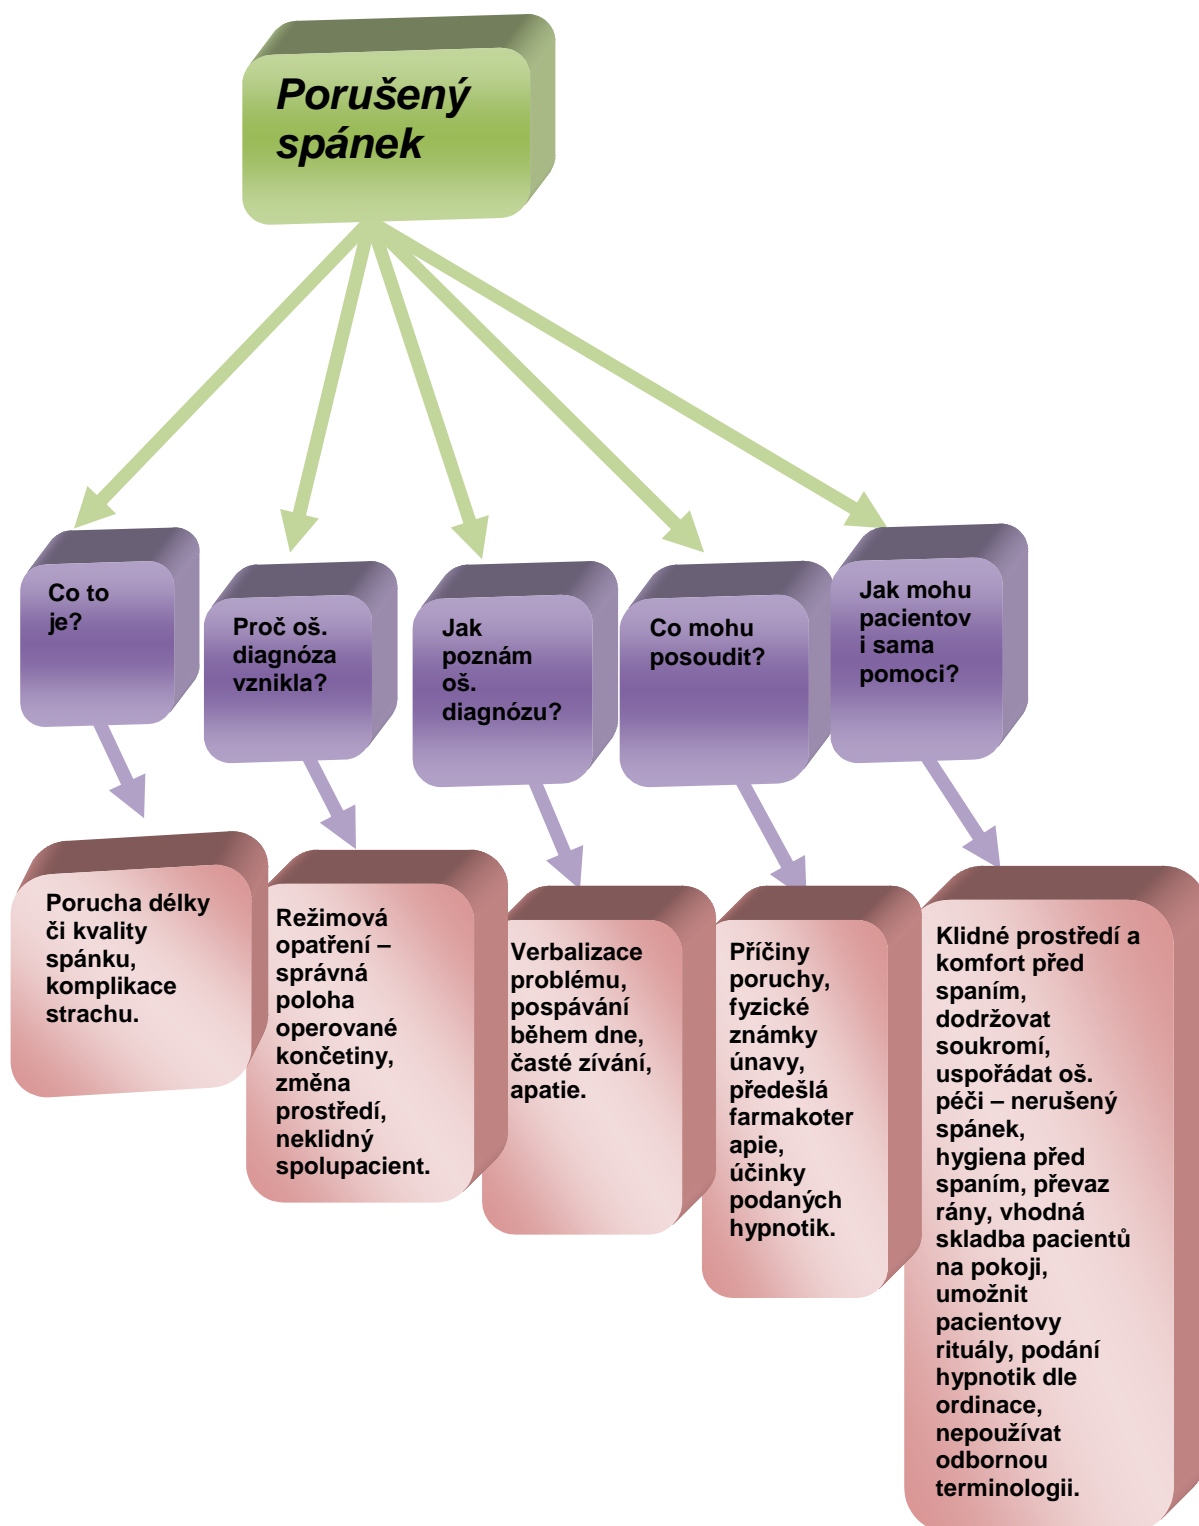 Porušený
spánek
Co to
je?
Proč oš.
diagnóza
vznikla?
Jak
poznám
oš.
diagnózu?
Co mohu
posoudit?
Jak mohu
pacientov
i sama
pomoci?
Porucha délky
či kvality
spánku,
komplikace
strachu.
Režimová
opatření –
správná
poloha
operované
končetiny,
změna
prostředí,
neklidný
spolupacient.
Verbalizace
problému,
pospávání
během dne,
časté zívání,
apatie.
Příčiny
poruchy,
fyzické
známky
únavy,
předešlá
farmakoter
apie,
účinky
podaných
hypnotik.
Klidné prostředí a
komfort před
spaním,
dodržovat
soukromí,
uspořádat oš.
péči – nerušený
spánek,
hygiena před
spaním, převaz
rány, vhodná
skladba pacientů
na pokoji,
umožnit
pacientovy
rituály, podání
hypnotik dle
ordinace,
nepoužívat
odbornou
terminologii.